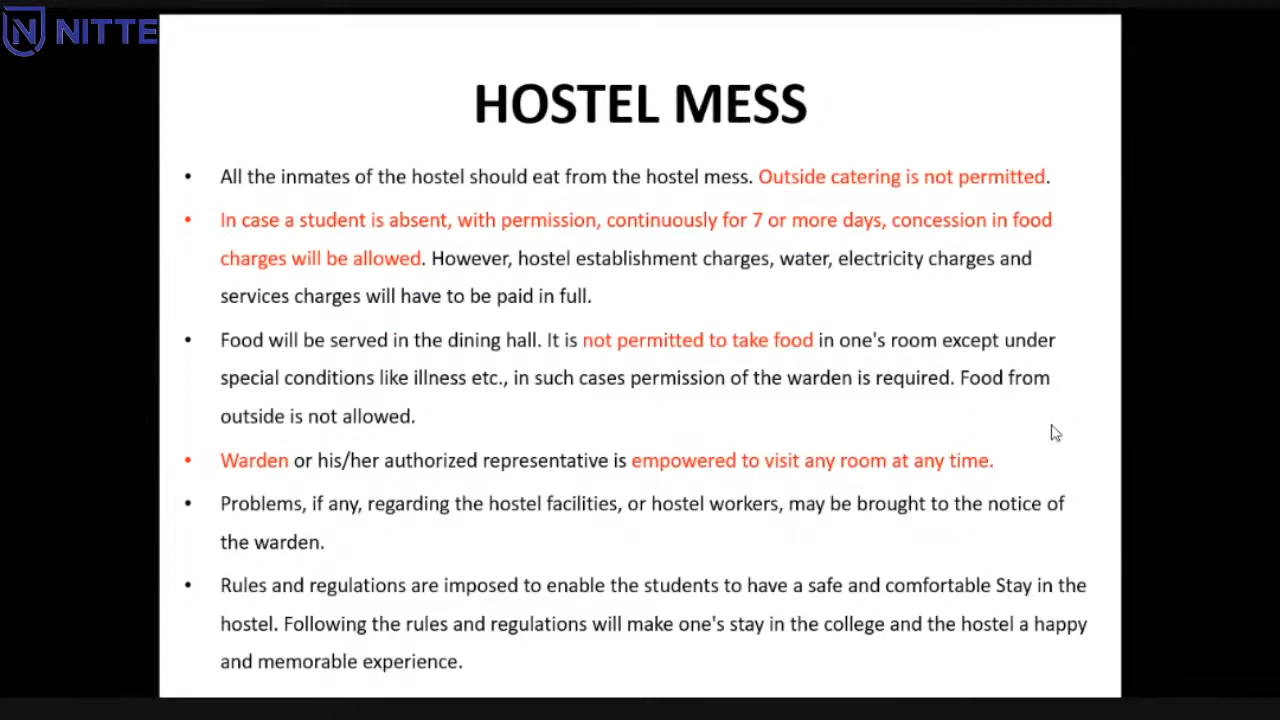 NITTE
HOSTEL MESS
• All the inmates of the hostel should eat from the hostel mess. Outside catering is not permitted.
• In case a student is absent, with permission, continuously for 7 or more days, concession in food
charges will be allowed. However, hostel establishment charges, water, electricity charges and
services charges will have to be paid in full.
• Food will be served in the dining hall. It is not permitted to take food in one's room except under
special conditions like illness etc., in such cases permission of the warden is required. Food from
outside is not allowed.
• Warden or his/her authorized representative is empowered to visit any room at any time.
• Problems, if any, regarding the hostel facilities, or hostel workers, may be brought to the notice of
the warden.
• Rules and regulations are imposed to enable the students to have a safe and comfortable Stay in the
hostel. Following the rules and regulations will make one's stay in the college and the hostel a happy
and memorable experience.